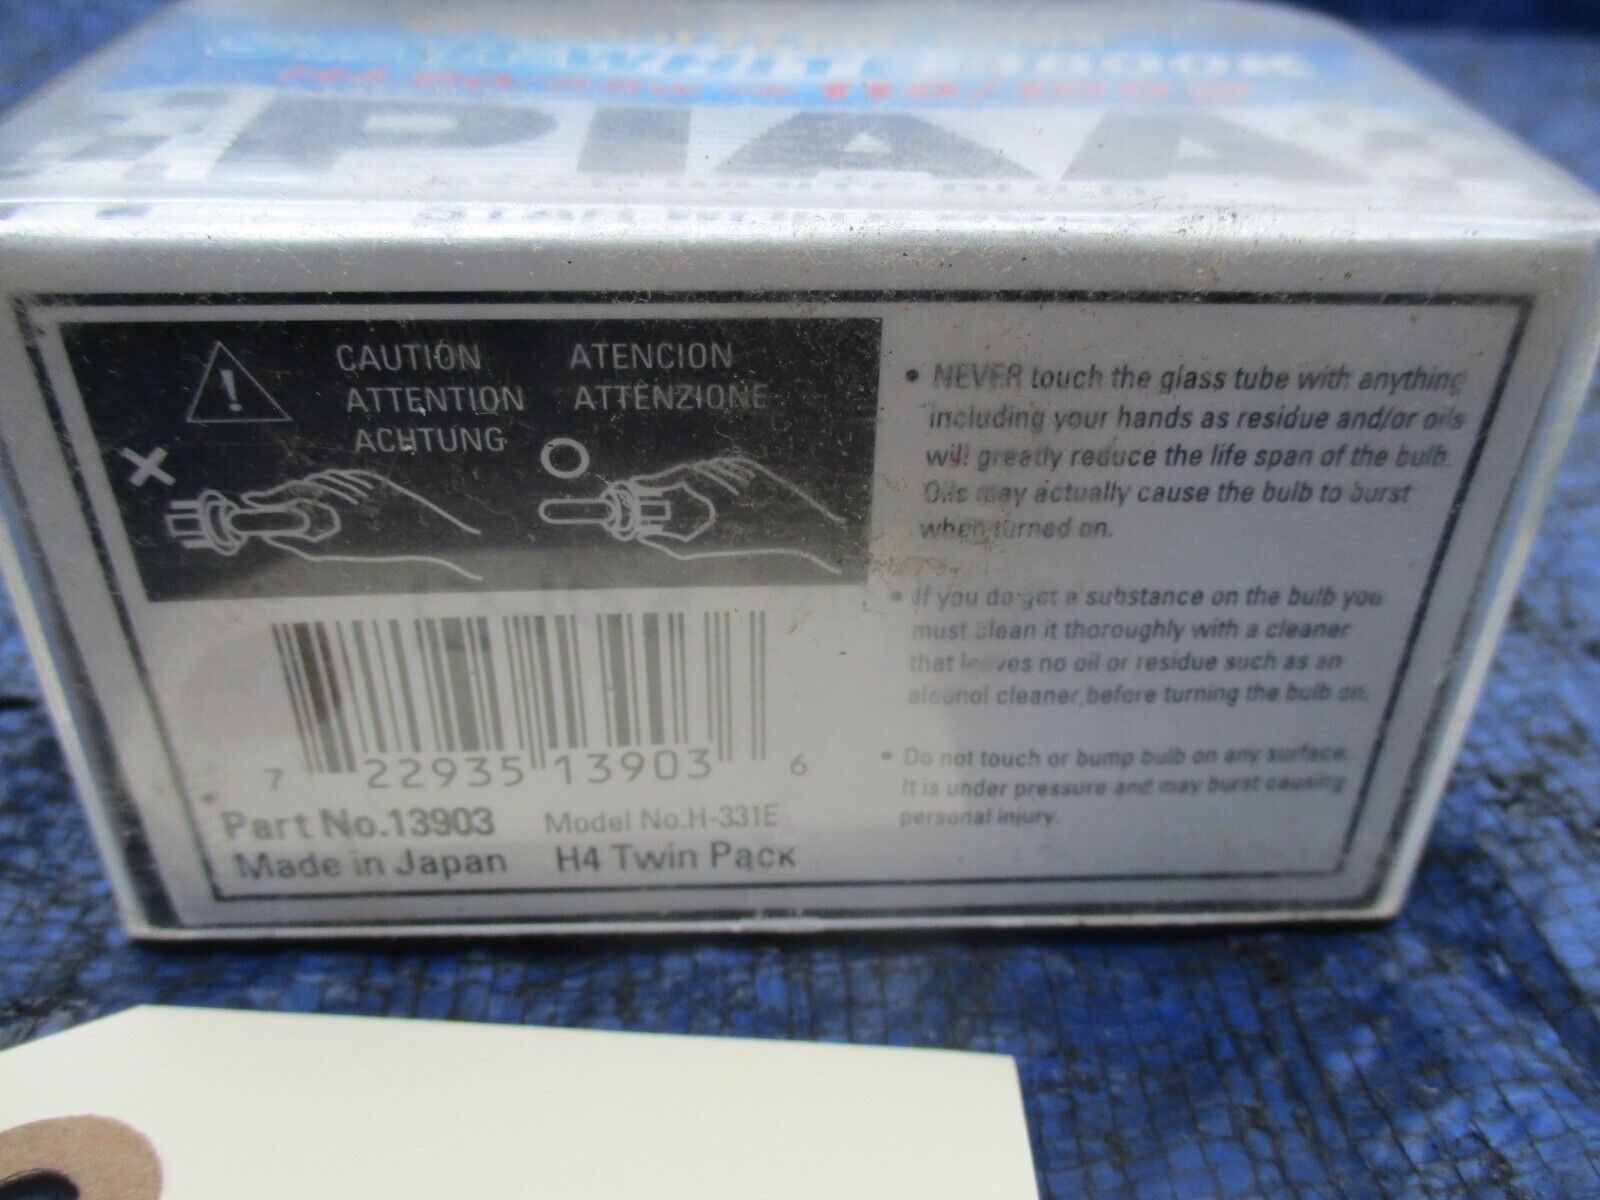 PIAA
CAUTION
ATTENTION
ACHTUNG
ATENCION
ATTENZIONE
• NEVER touch the glass tube with anything
including your hands as residue and/or oils
will greatly reduce the life span of the bulb.
Oils may actually cause the bulb to burst
when turned on.
• If you do get a substance on the bulb you
must clean it thoroughly with a cleaner
that leaves no oil or residue such as an
alcohol cleaner, before turning the bulb on.
• Do not touch or bump bulb on any surface.
It is under pressure and may burst causing
personal injury.
7 22935 13903 6
Part No.13903 Model No.H-331E
Made in Japan H4 Twin Pack